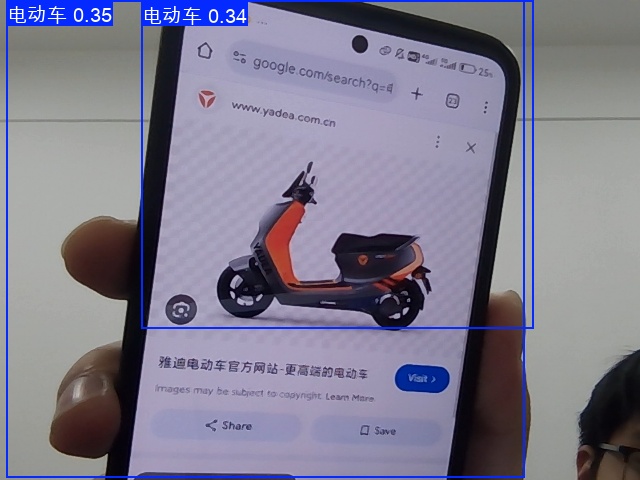 电动车 0.35
电动车 0.34
25%
google.com/search?q=
23
www.yadea.com.cn
雅迪电动车官方网站-更高端的电动车
Visit >
Images may be subject to copyright. Learn More
Share
Save